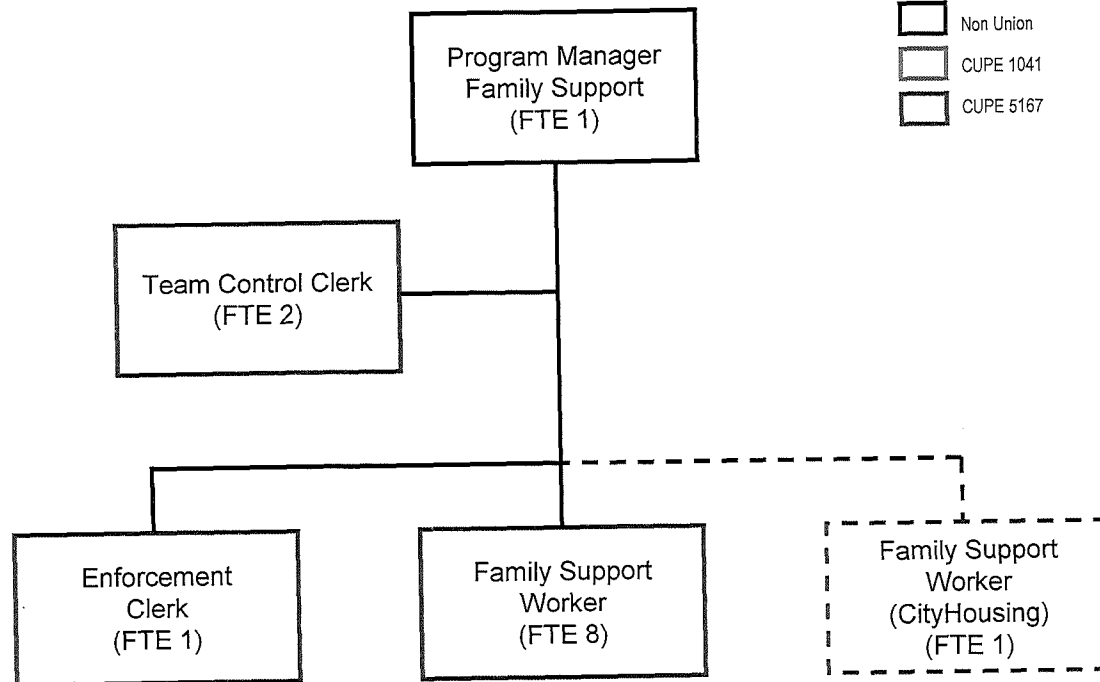 Non Union
CUPE 1041
CUPE 5167
Program Manager
Family Support
(FTE 1)
Team Control Clerk
(FTE 2)
Enforcement
Clerk
(FTE 1)
Family Support
Worker
(FTE 8)
Family Support
Worker
(CityHousing)
(FTE 1)